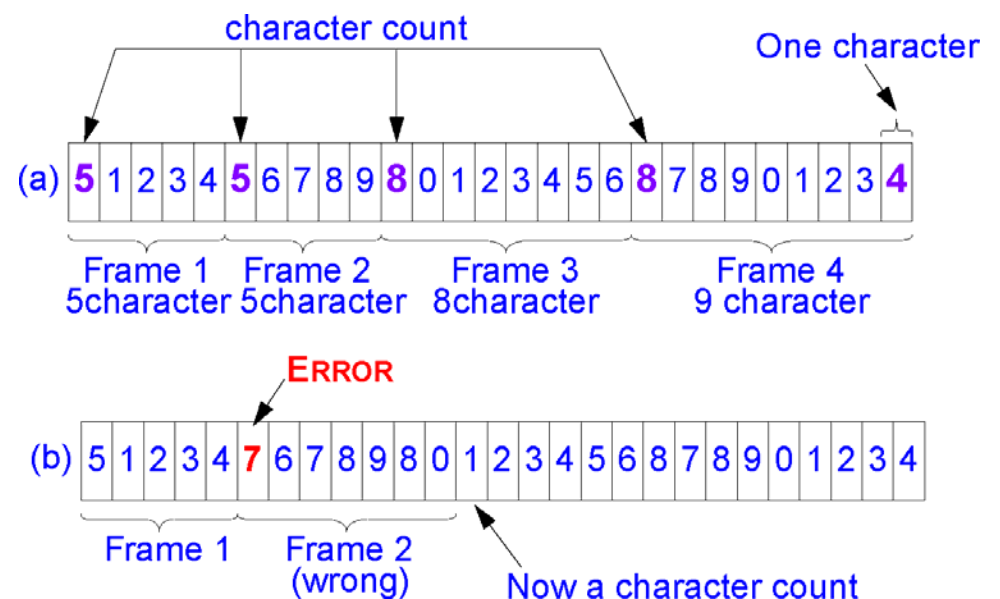 character count
One character
(a) 5 1 2 3 4 5 6 7 8 9 8 0 1 2 3 4 5 6 8 7 8 9 0 1 2 3 4
Frame 1 Frame 2 Frame 3 Frame 4
5character 5character 8character 9 character
ERROR
(b) 5 1 2 3 4 7 6 7 8 9 8 0 1 2 3 4 5 6 8 7 8 9 0 1 2 3 4
Frame 1 Frame 2
(wrong)
Now a character count